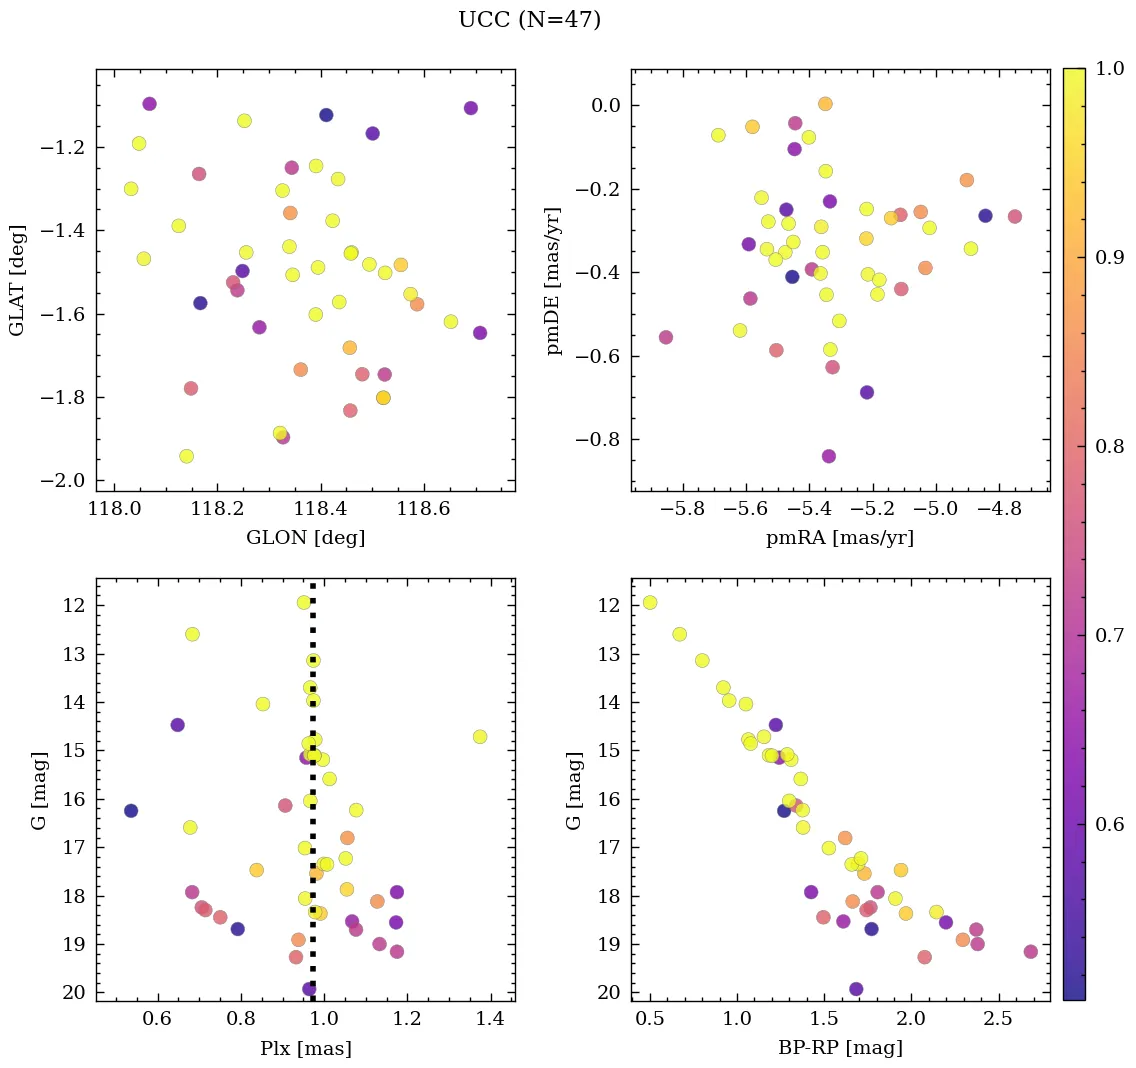 UCC (N=47)
−1.2
−1.4
−1.6
−1.8
−2.0
GLAT [deg]
118.0 118.2 118.4 118.6
GLON [deg]
0.0
−0.2
−0.4
−0.6
−0.8
pmDE [mas/yr]
−5.8 −5.6 −5.4 −5.2 −5.0 −4.8
pmRA [mas/yr]
1.0
0.9
0.8
0.7
0.6
12
13
14
15
16
17
18
19
20
G [mag]
0.6 0.8 1.0 1.2 1.4
Plx [mas]
12
13
14
15
16
17
18
19
20
G [mag]
0.5 1.0 1.5 2.0 2.5
BP-RP [mag]